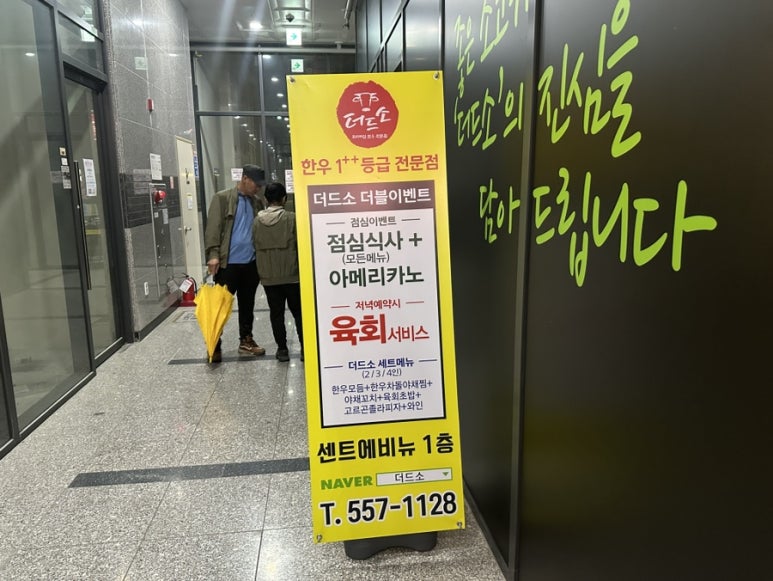 더드소
한우 1++등급 전문점
더드소 더블이벤트
점심이벤트
점심식사 +
(모든메뉴)
아메리카노
저녁예약시
육회서비스
더드소 세트메뉴
(2/3/4인)
한우모듬+한우차돌야채찜+
야채꼬치+육회초밥+
고르곤졸라피자+와인
센트에비뉴 1층
NAVER 더드소
T. 557-1128
'더드소'의 진심을
담아 드립니다